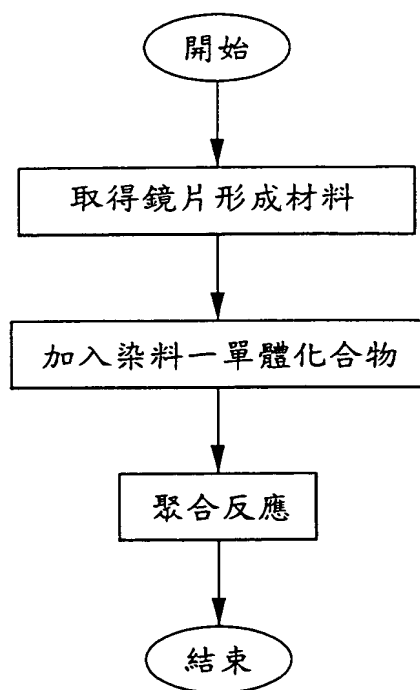 開始
取得鏡片形成材料
加入染料一單體化合物
聚合反應
結束